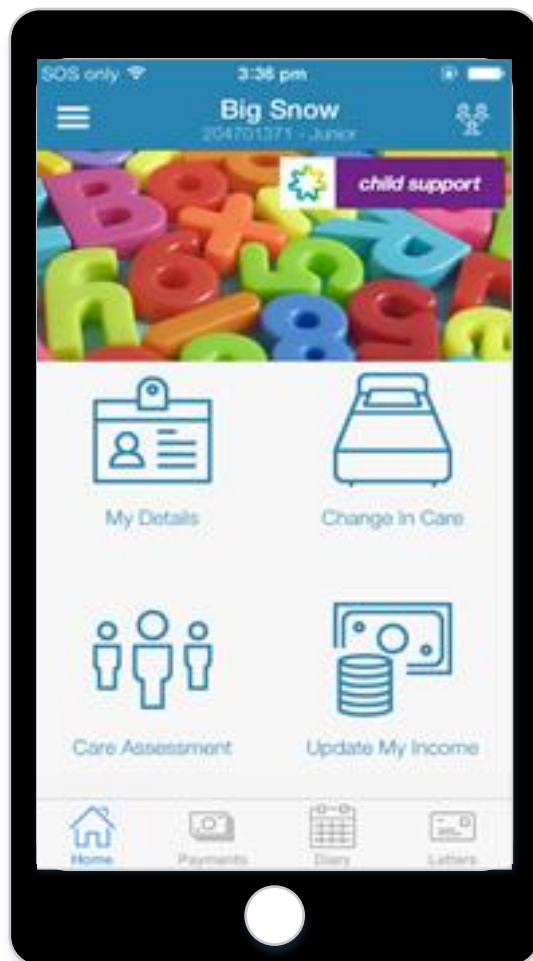 SOS only 3:36 pm
Big Snow
204701371 - Junior
child support
My Details
Change In Care
Care Assessment
Update My Income
Home Payments Diary Letters